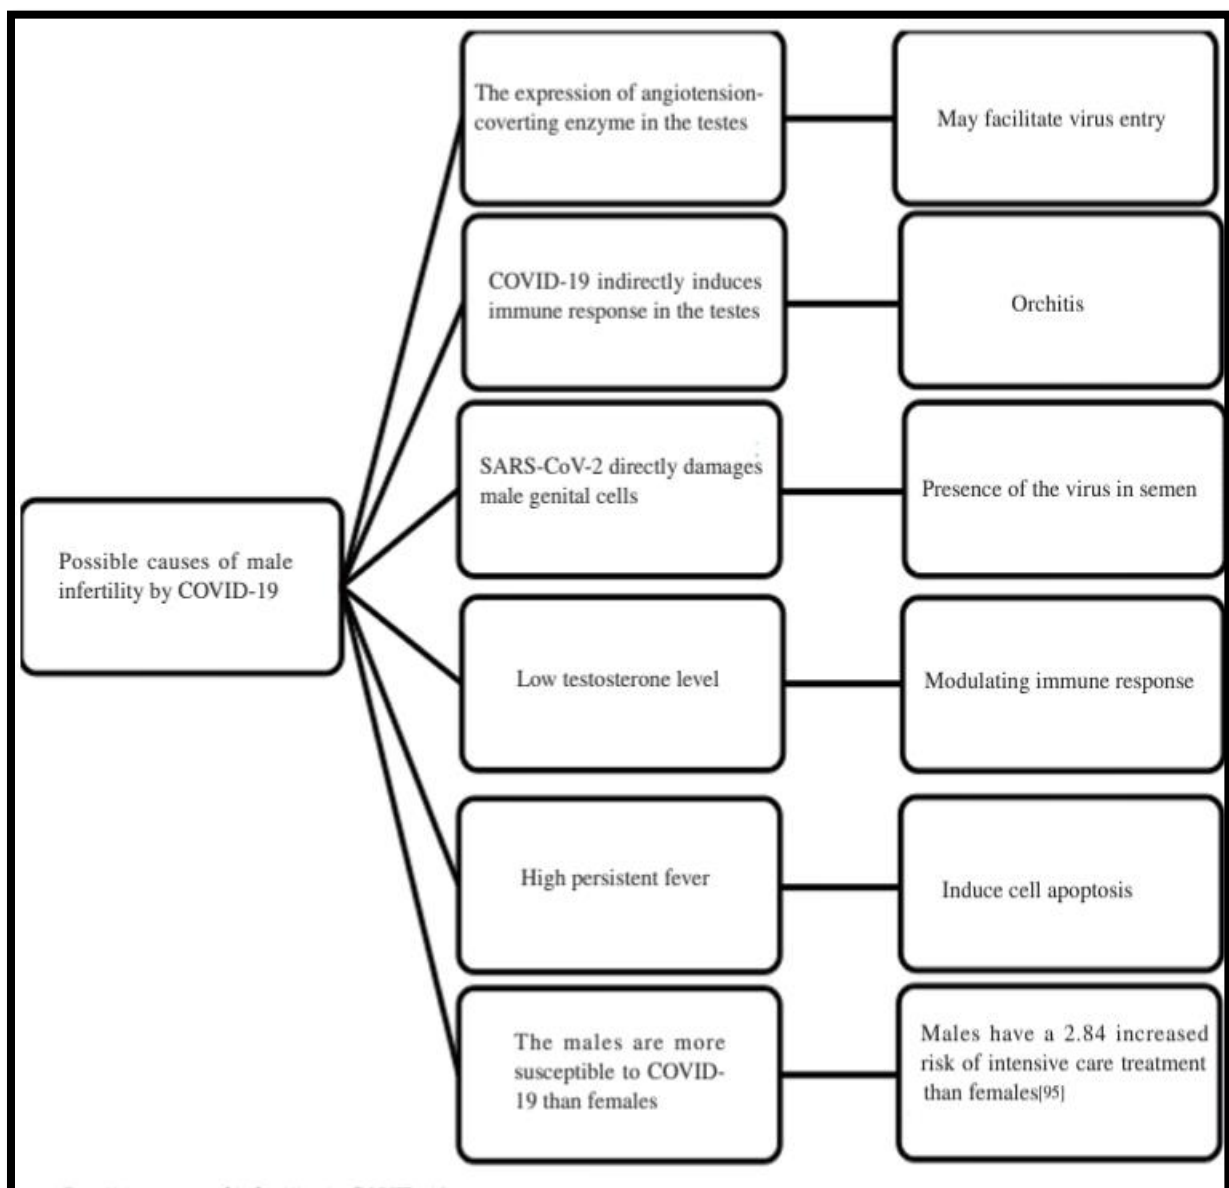 The expression of angiotension-
coverting enzyme in the testes
May facilitate virus entry
COVID-19 indirectly induces
immune response in the testes
Orchitis
SARS-CoV-2 directly damages
male genital cells
Presence of the virus in semen
Possible causes of male
infertility by COVID-19
Low testosterone level
Modulating immune response
High persistent fever
Induce cell apoptosis
The males are more
susceptible to COVID-
19 than females
Males have a 2.84 increased
risk of intensive care treatment
than females[95]